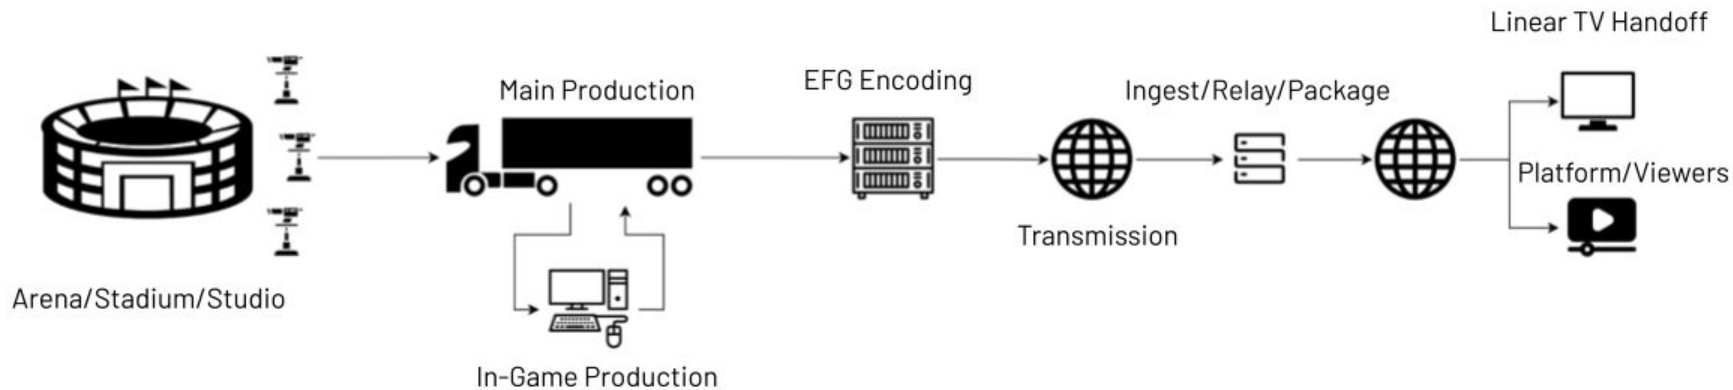 Linear TV Handoff
EFG Encoding
Main Production
Ingest/Relay/Package
Platform/Viewers
Transmission
Arena/Stadium/Studio
In-Game Production